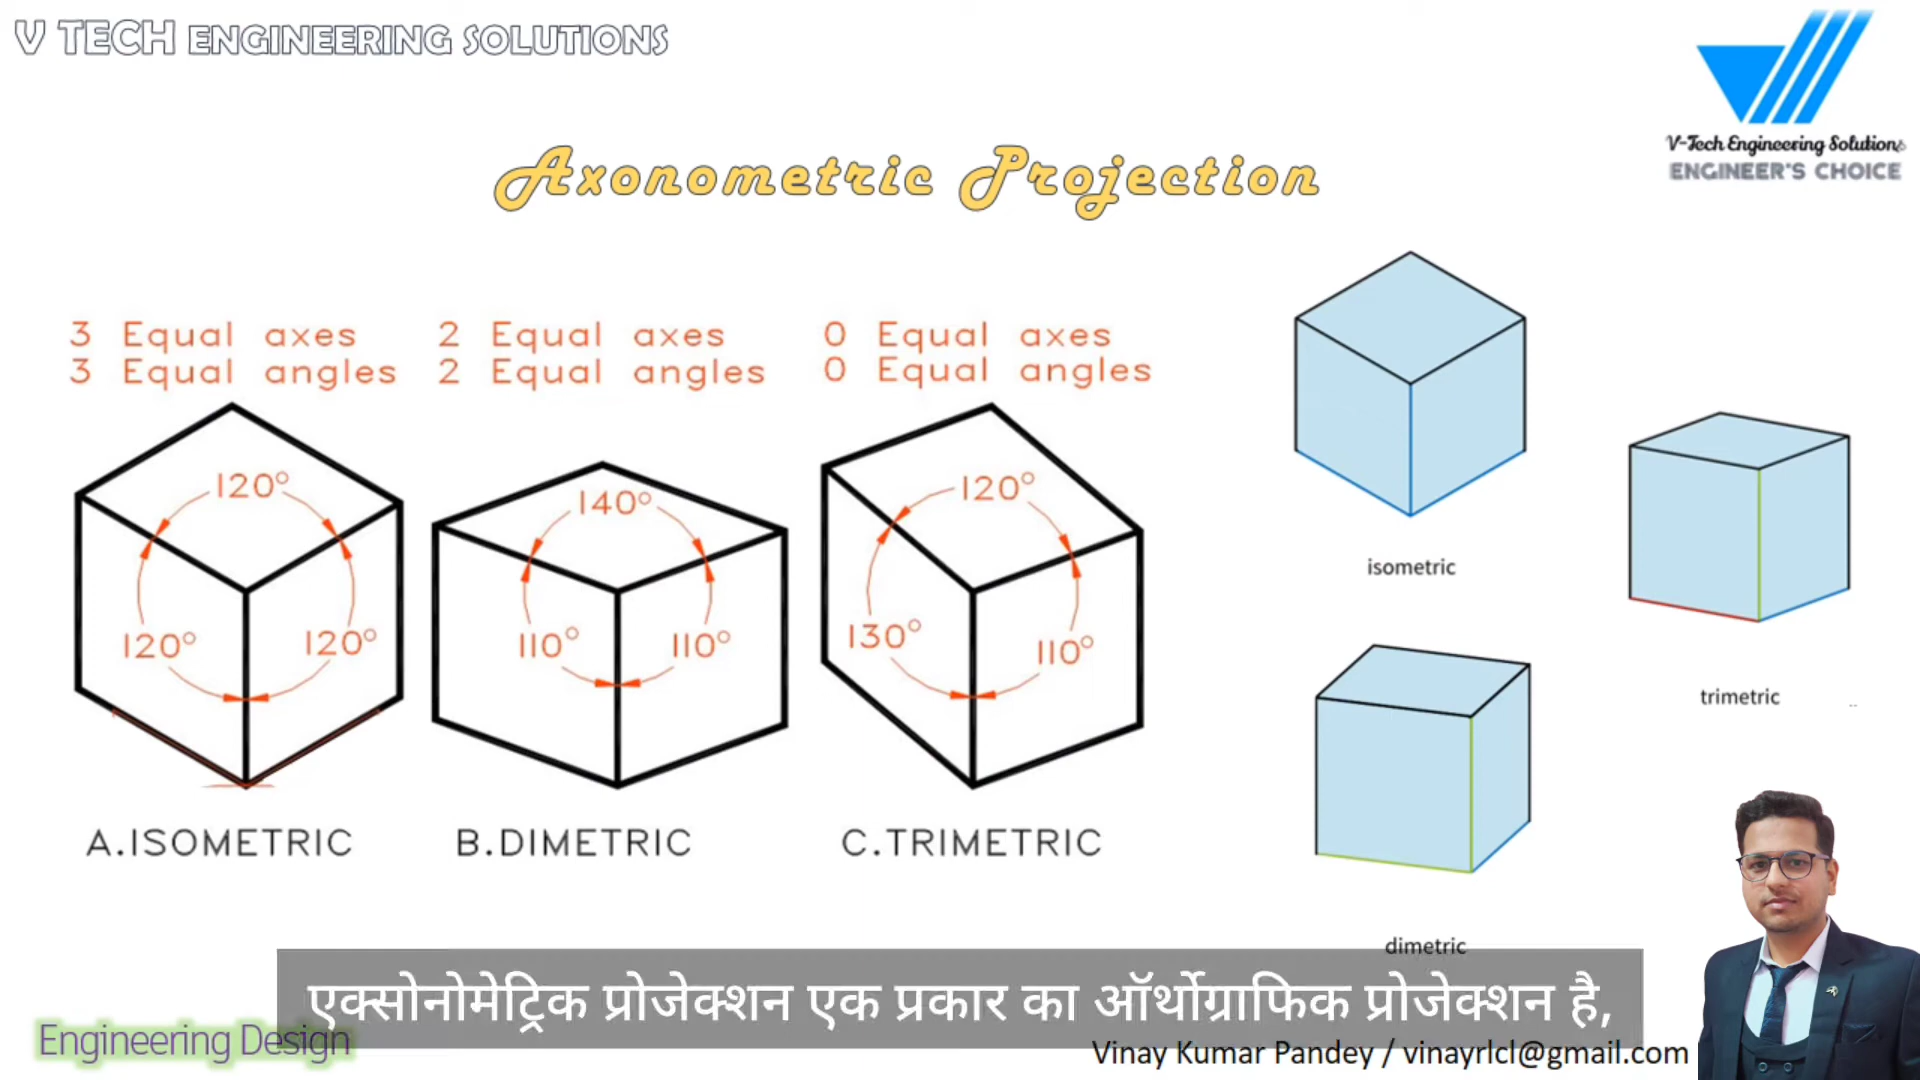 V TECH ENGINEERING SOLUTIONS
V-Tech Engineering Solutions
ENGINEER'S CHOICE
Axonometric Projection
3 Equal axes
3 Equal angles
2 Equal axes
2 Equal angles
0 Equal axes
0 Equal angles
120°
120°
120°
140°
110°
110°
120°
130°
110°
A.ISOMETRIC
B.DIMETRIC
C.TRIMETRIC
isometric
trimetric
dimetric
एक्सोनोमेट्रिक प्रोजेक्शन एक प्रकार का ऑर्थोग्राफिक प्रोजेक्शन है,
Engineering Design
Vinay Kumar Pandey / vinayrlcl@gmail.com